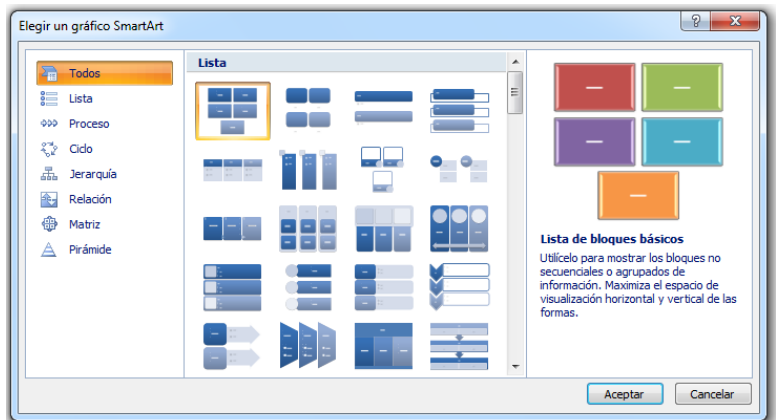 Elegir un gráfico SmartArt
Todos
Lista
Proceso
Ciclo
Jerarquía
Relación
Matriz
Pirámide
Lista
Lista de bloques básicos
Utilícelo para mostrar los bloques no
secuenciales o agrupados de
información. Maximiza el espacio de
visualización horizontal y vertical de las
formas.
Aceptar
Cancelar